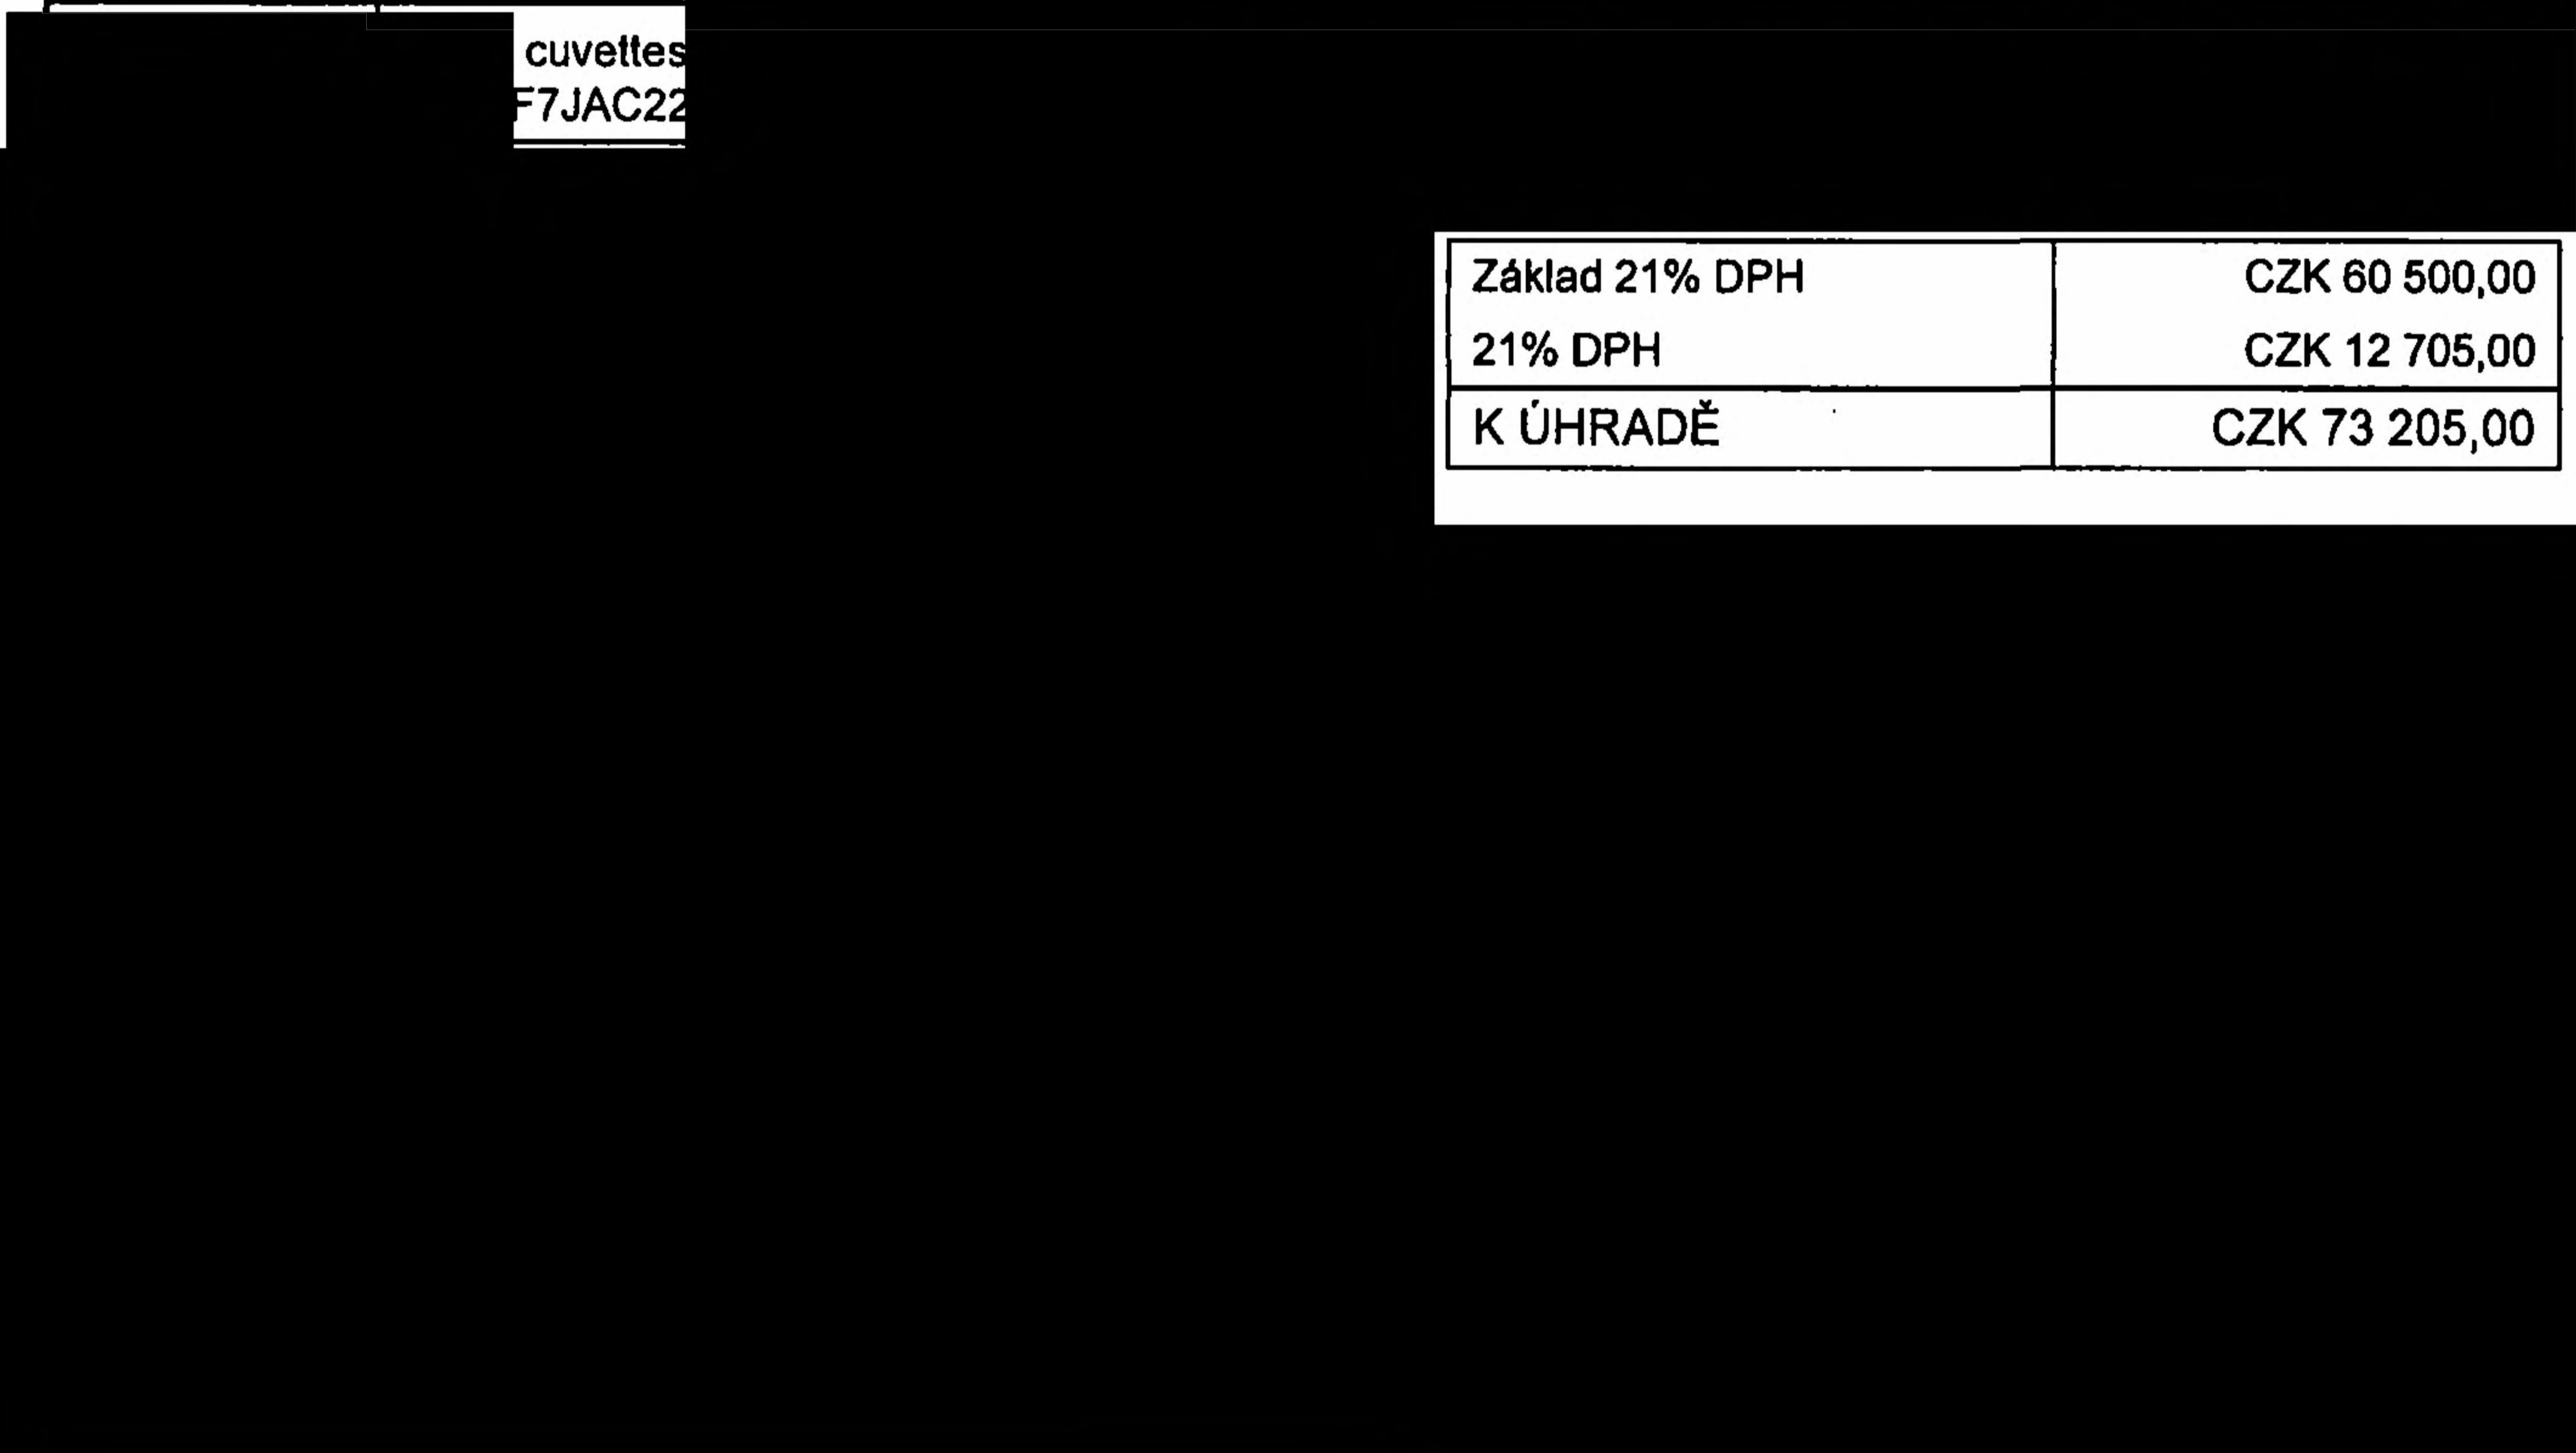 cuvettes
F7JAC22
Základ 21% DPH CZK 60 500,00
21% DPH CZK 12 705,00
K ÚHRADĚ CZK 73 205,00